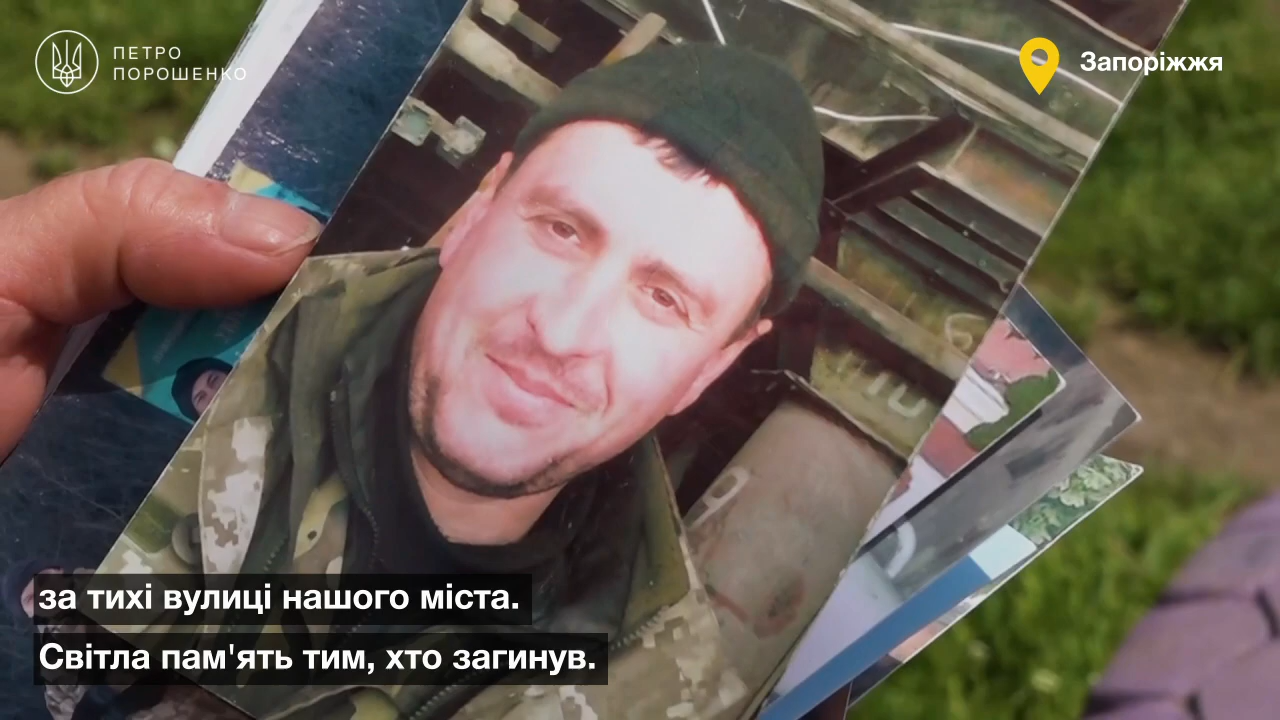 ПЕТРО
ПОРОШЕНКО
Запоріжжя
за тихі вулиці нашого міста.
Світла пам'ять тим, хто загинув.